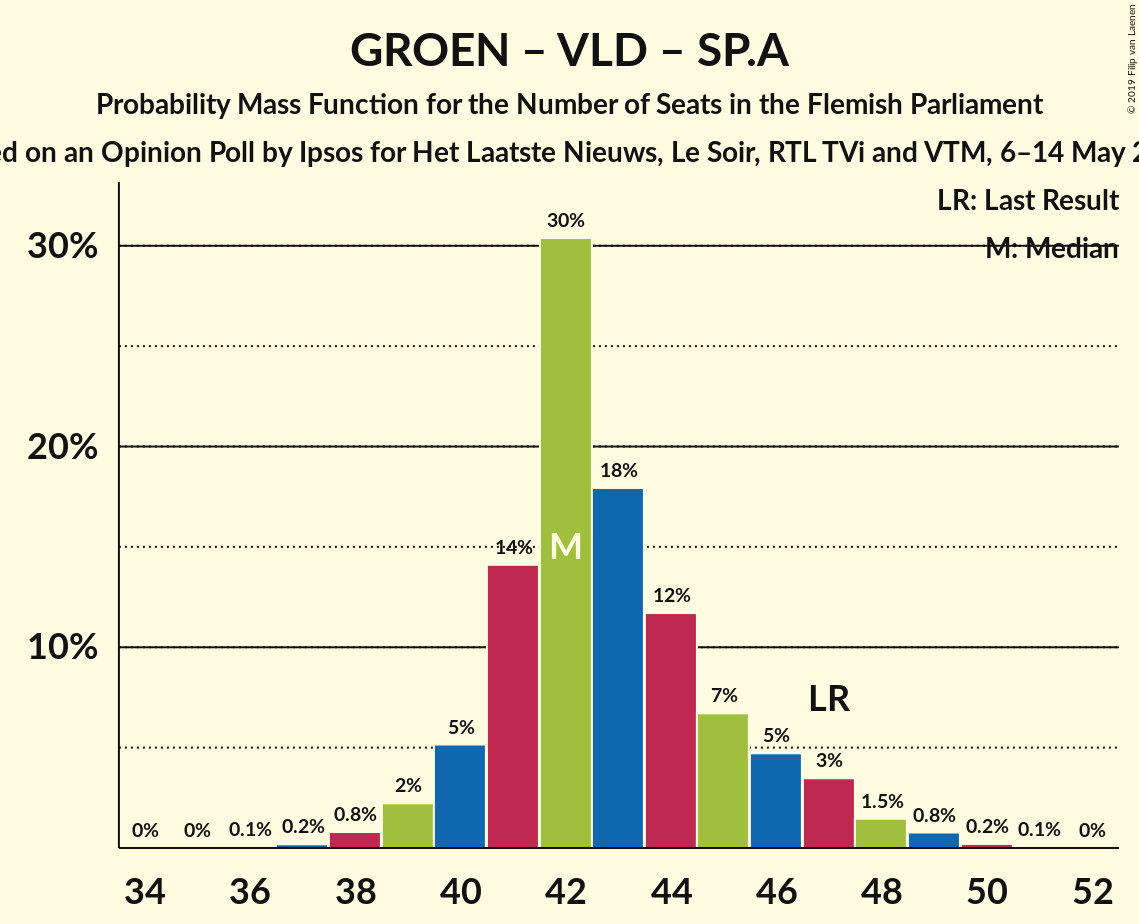 GROEN – VLD – SP.A
Probability Mass Function for the Number of Seats in the Flemish Parliament
on an Opinion Poll by Ipsos for Het Laatste Nieuws, Le Soir, RTL TVi and VTM, 6–14 May
© 2019 Filip van Laenen
LR: Last Result
M: Median
30%
20%
10%
0% 0% 0.1% 0.2% 0.8% 2% 5% 14% 30% 18% 12% 7% 5% 3% 1.5% 0.8% 0.2% 0.1% 0%
M
LR
34 36 38 40 42 44 46 48 50 52